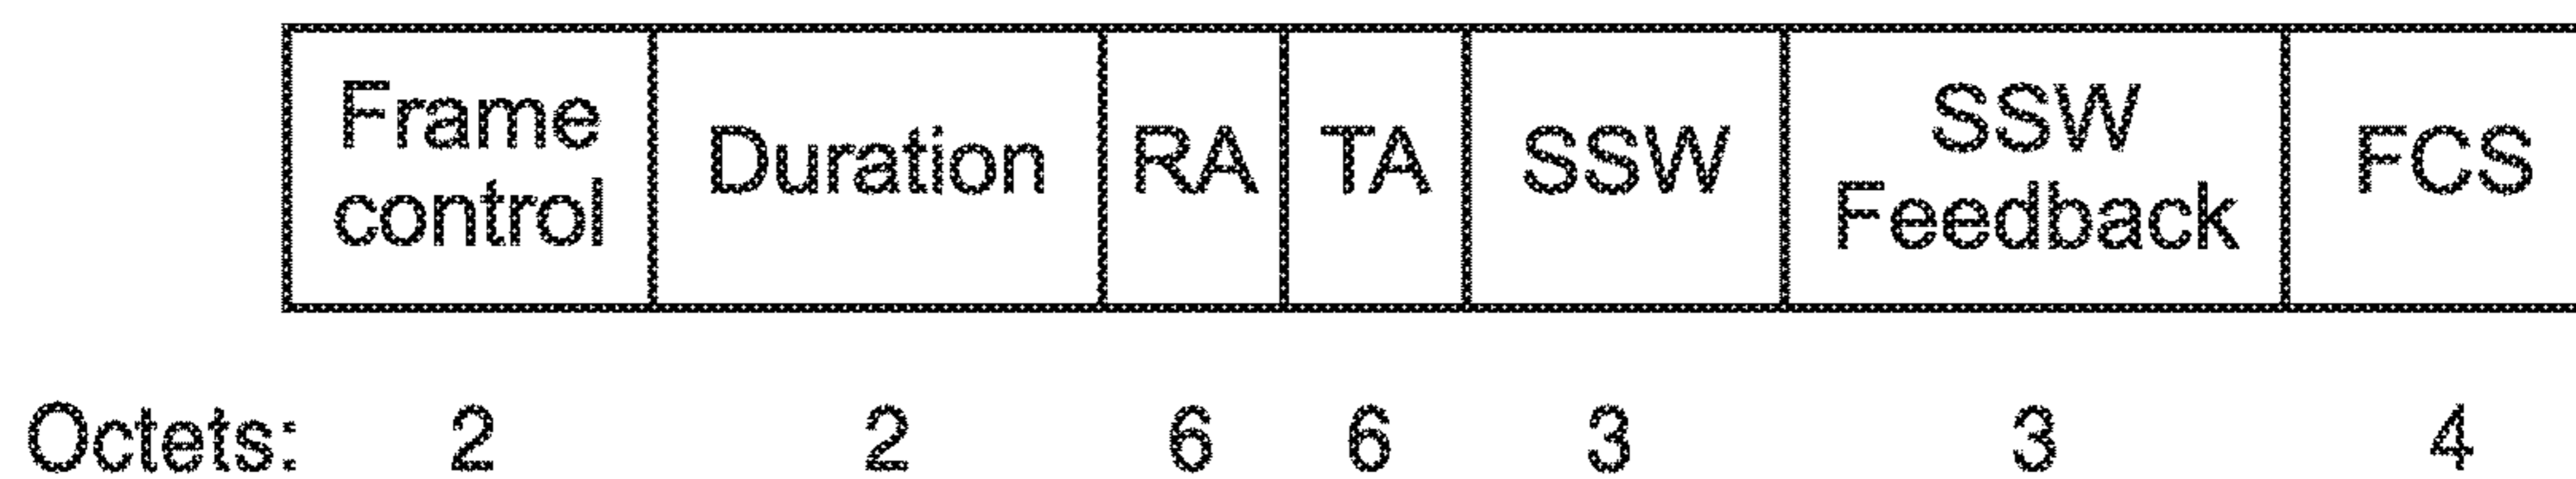 Frame control Duration RA TA SSW SSW Feedback FCS
Octets: 2 2 6 6 3 3 4